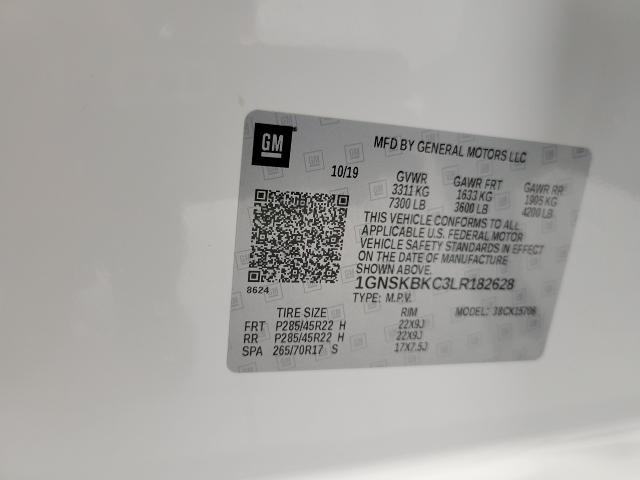 GM
MFD BY GENERAL MOTORS LLC
10/19
GVWR GAWR FRT GAWR RR
3311 KG 1633 KG 1905 KG
7300 LB 3600 LB 4200 LB
THIS VEHICLE CONFORMS TO ALL
APPLICABLE U.S. FEDERAL MOTOR
VEHICLE SAFETY STANDARDS IN EFFECT
ON THE DATE OF MANUFACTURE
SHOWN ABOVE.
8624
1GNSKBKC3LR182628
TYPE: M.P.V.
TIRE SIZE RIM MODEL:
FRT P285/45R22 H 22X9J
RR P285/45R22 H 22X9J
SPA 265/70R17 S 17X7.5J